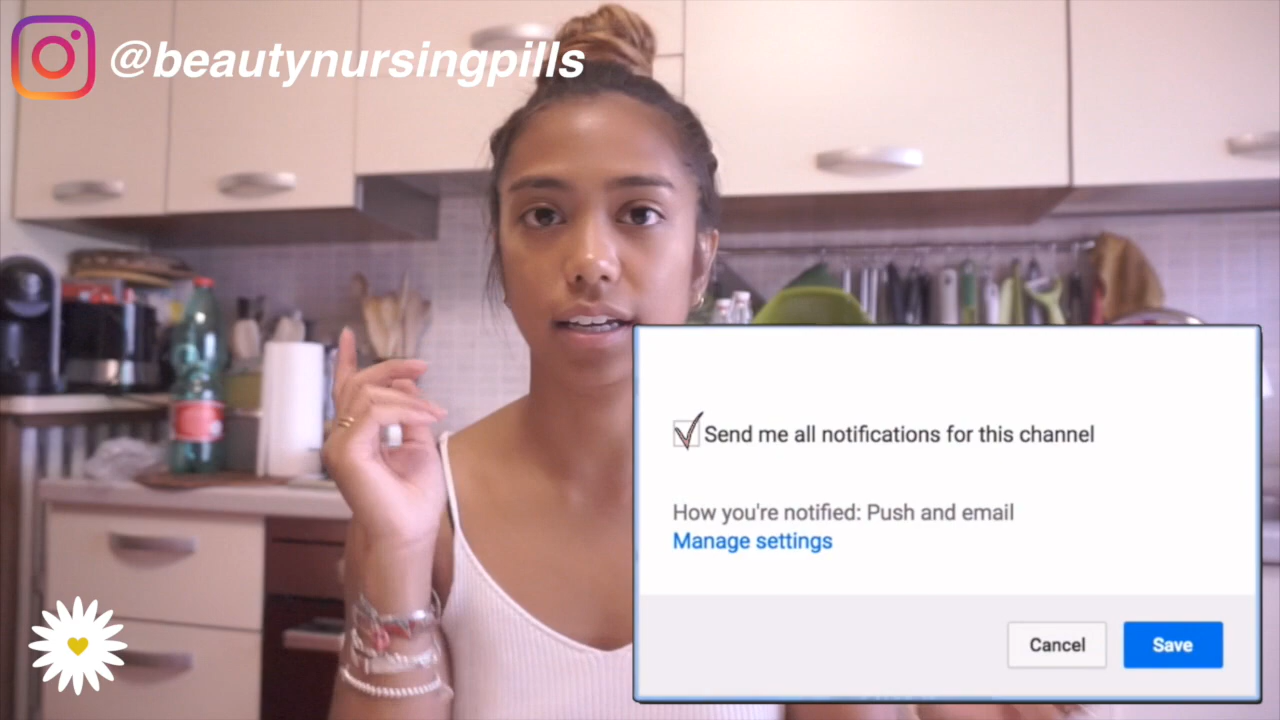 @beautynursingpills
Send me all notifications for this channel
How you're notified: Push and email
Manage settings
Cancel
Save